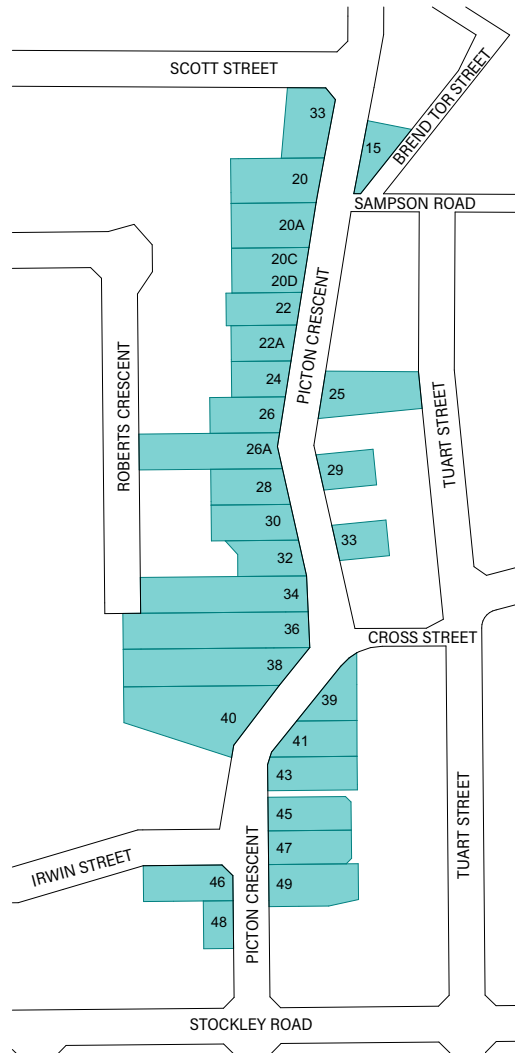 SCOTT STREET
33
BREND TOR STREET
15
20
SAMPSON ROAD
20A
20C
20D
PICTON CRESCENT
22
22A
24
25
ROBERTS CRESCENT
TUART STREET
26
26A
29
28
30
33
32
34
36
CROSS STREET
38
39
40
41
43
45
TUART STREET
47
PICTON CRESCENT
IRWIN STREET
46
49
48
STOCKLEY ROAD